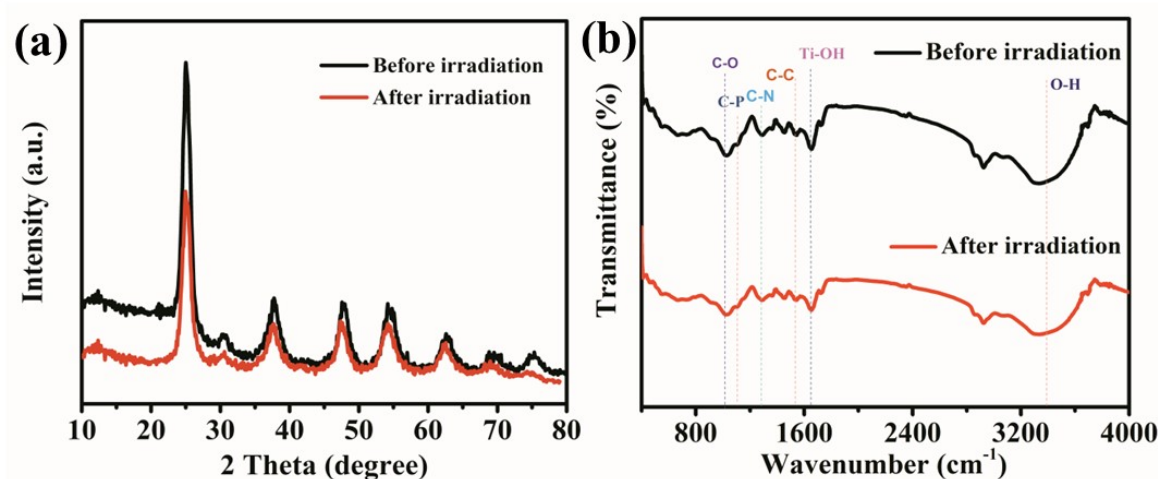 (a)
Before irradiation
After irradiation
Intensity (a.u.)
10 20 30 40 50 60 70 80
2 Theta (degree)
(b)
Before irradiation
C-O
C-P
C-N
C-C
Ti-OH
O-H
After irradiation
Transmittance (%)
800 1600 2400 3200 4000
Wavenumber (cm⁻¹)